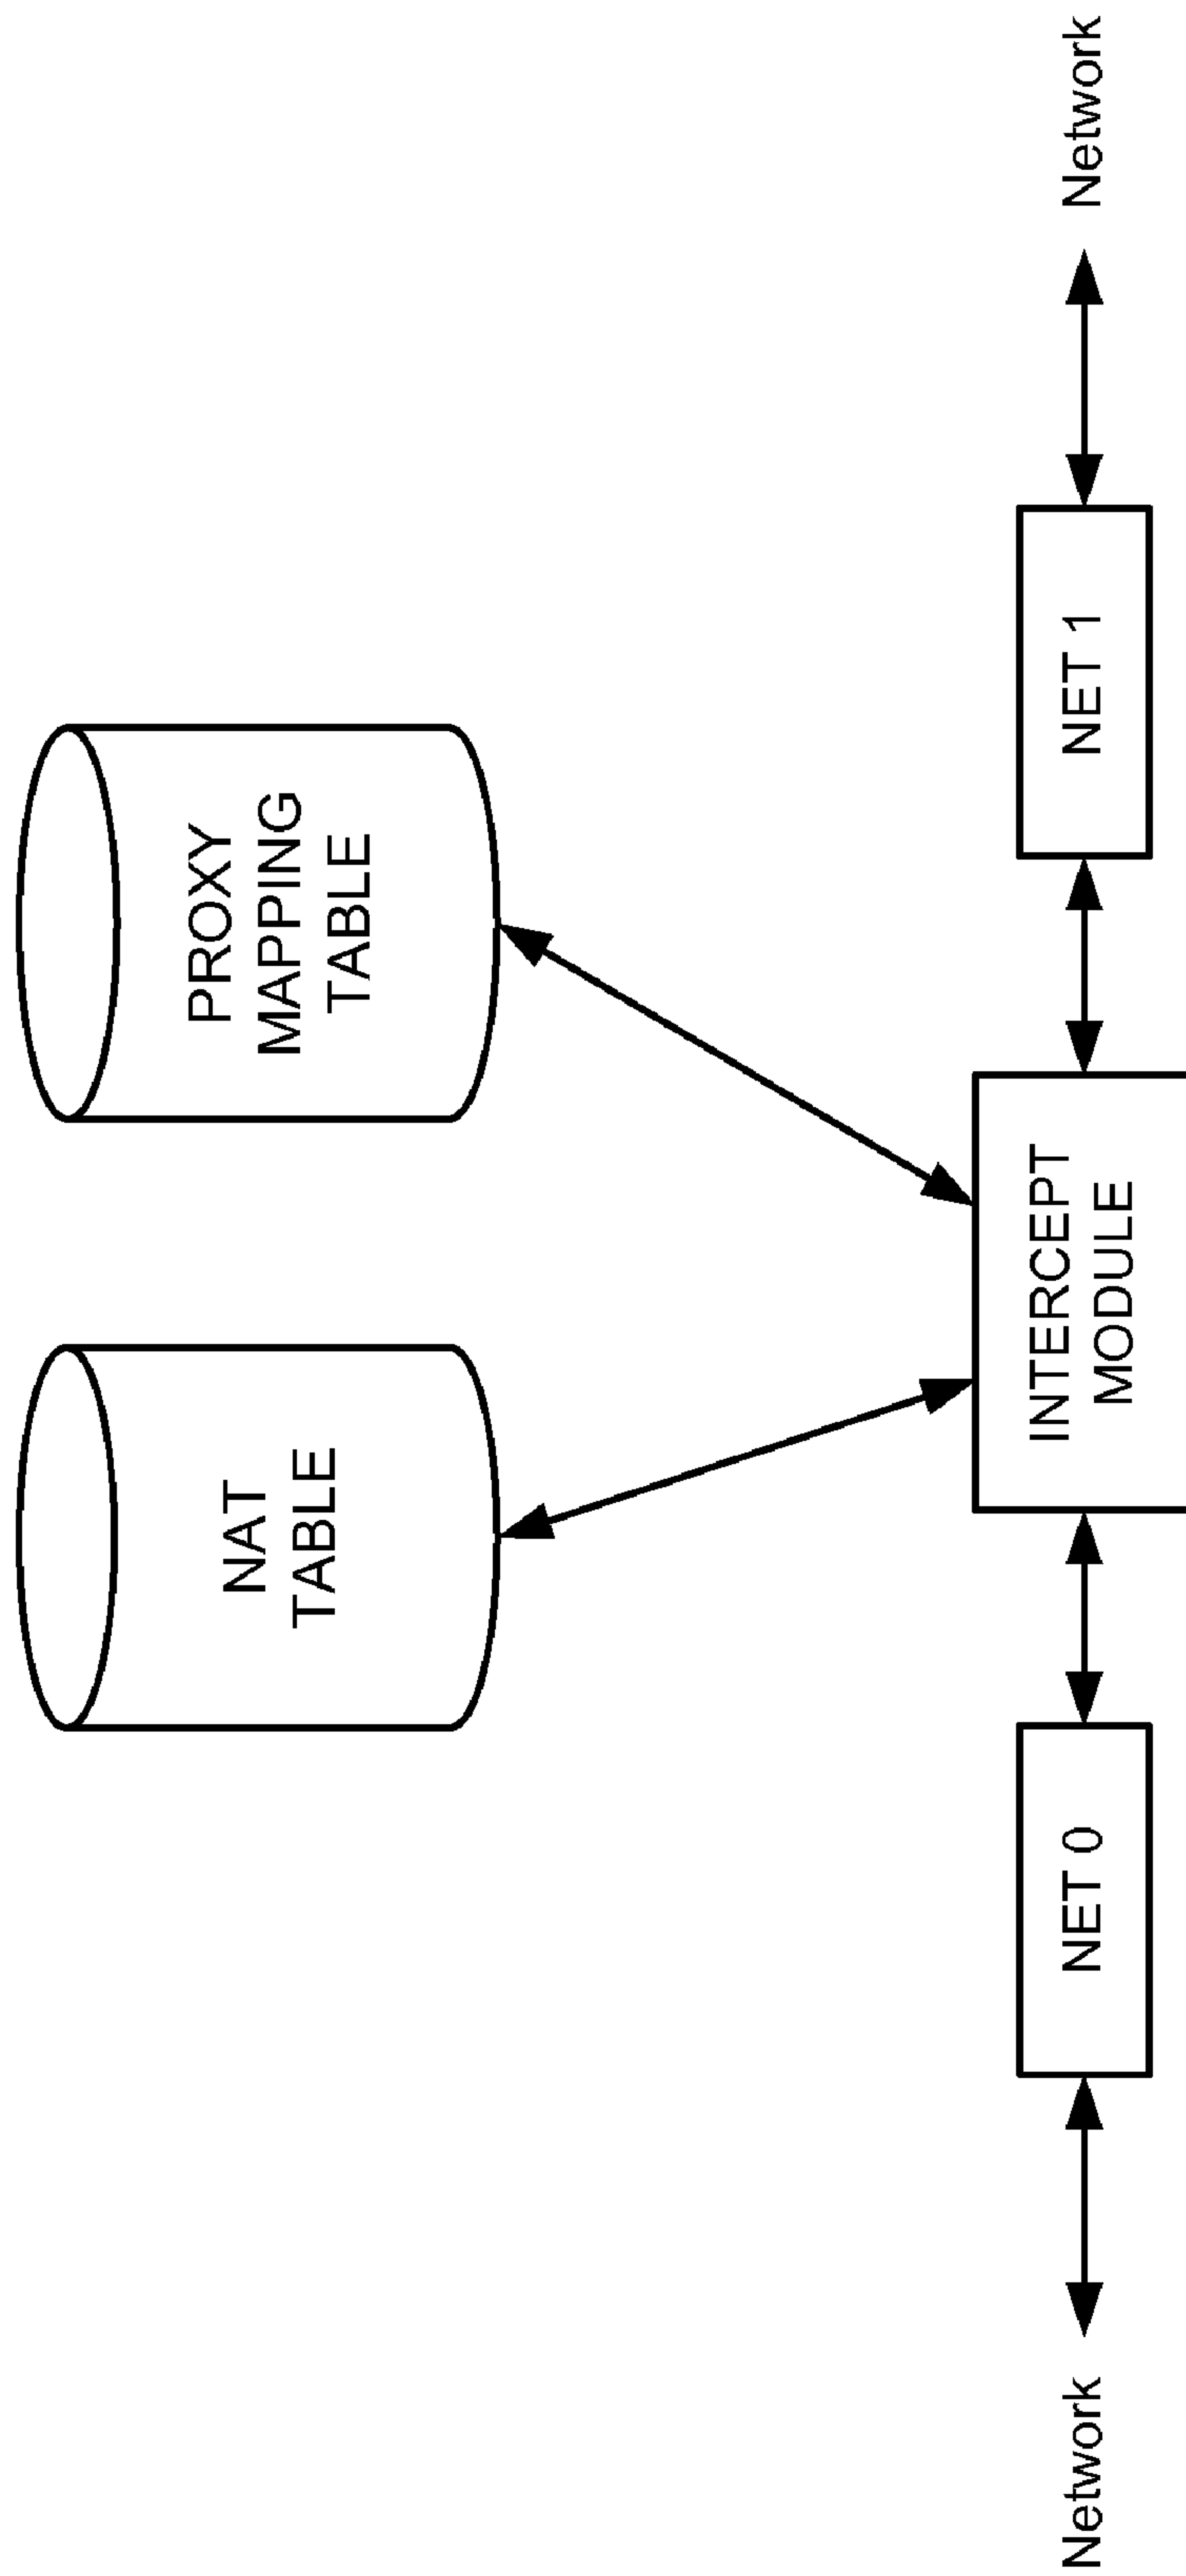 NAT
TABLE
PROXY
MAPPING
TABLE
Network
NET 0
INTERCEPT
MODULE
NET 1
Network